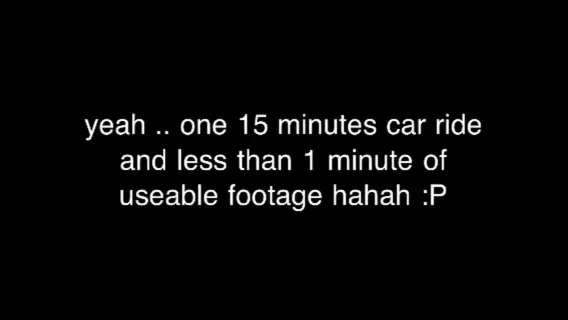 yeah .. one 15 minutes car ride
and less than 1 minute of
useable footage hahah :P